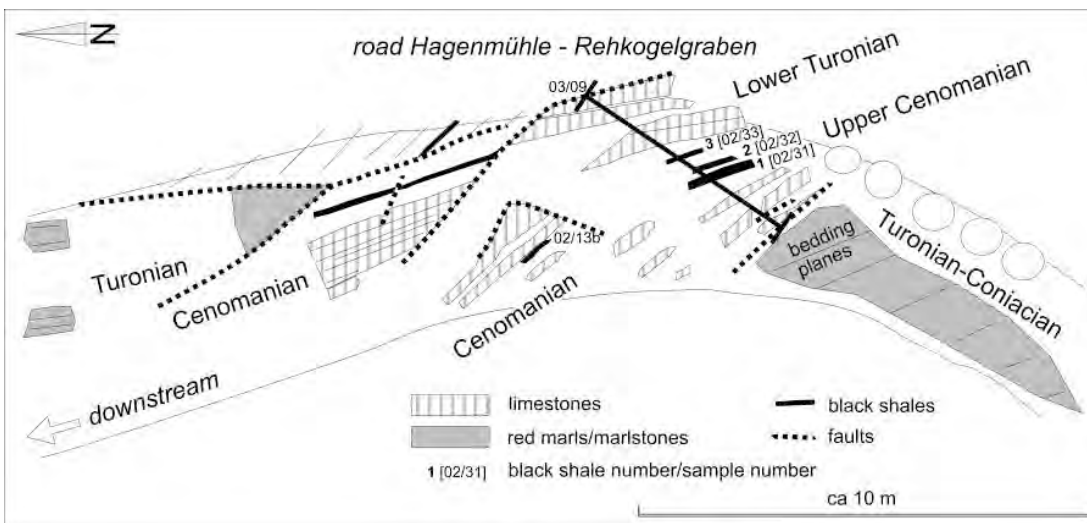 N
road Hagenmühle - Rehkogelgraben
03/09
Lower Turonian
Upper Cenomanian
3 [02/33]
2 [02/32]
1 [02/31]
02/13b
bedding
planes
Turonian-Coniacian
Turonian
Cenomanian
Cenomanian
downstream
limestones
red marls/marlstones
1 [02/31] black shale number/sample number
black shales
faults
ca 10 m